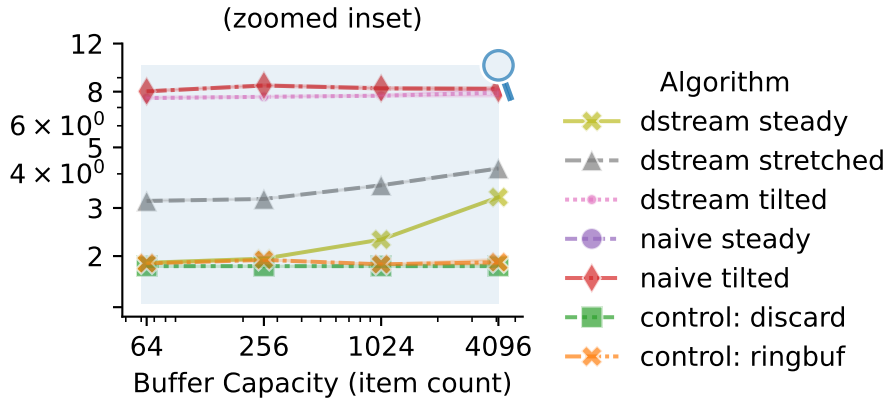 (zoomed inset)
12
8
6 × 10⁰
5
4 × 10⁰
3
2
64 256 1024 4096
Buffer Capacity (item count)
Algorithm
dstream steady
dstream stretched
dstream tilted
naive steady
naive tilted
control: discard
control: ringbuf